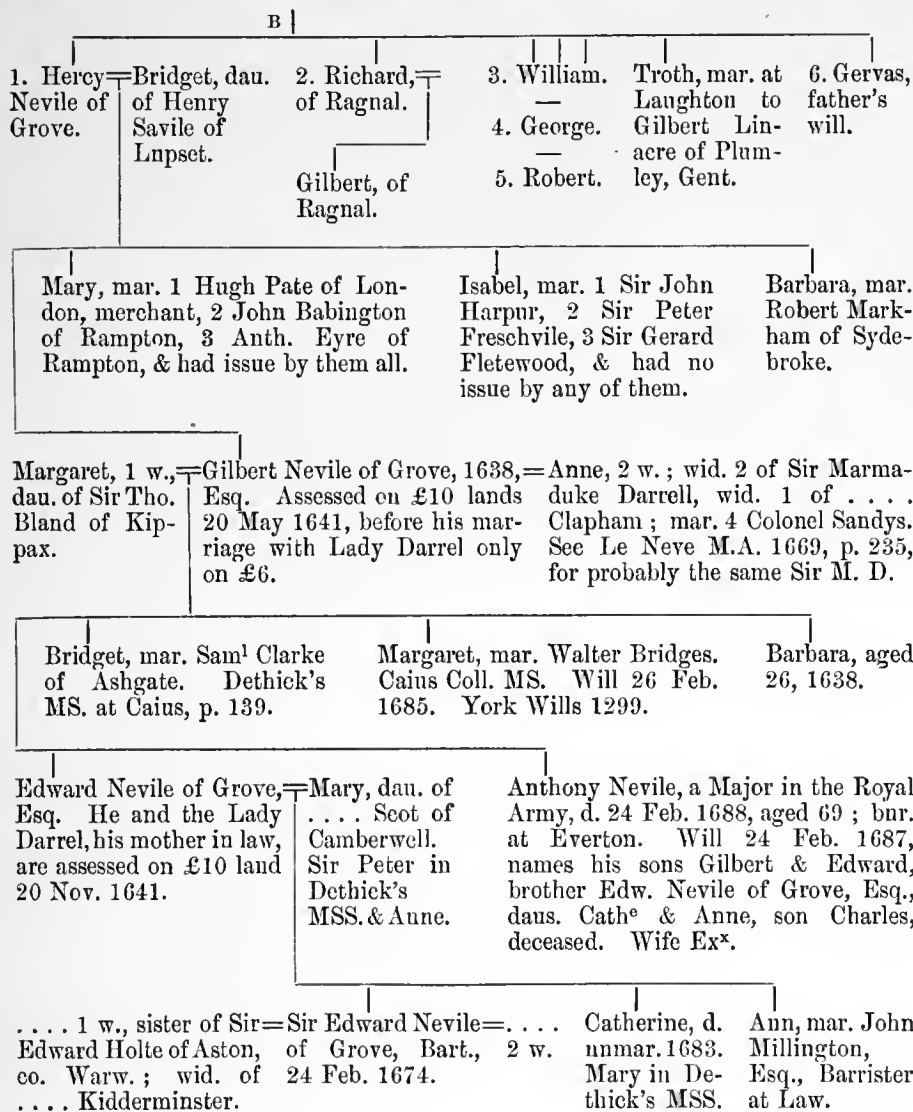 B
1. Hercy Nevile of Grove.
Bridget, dau. of Henry Savile of Lupset.
2. Richard, of Ragnal.
Gilbert, of Ragnal.
3. William.
—
4. George.
—
5. Robert.
Troth, mar. at Laughton to Gilbert Linacre of Plumley, Gent.
6. Gervas, father's will.
Mary, mar. 1 Hugh Pate of Lon-
don, merchant, 2 John Babington
of Rampton, 3 Anth. Eyre of
Rampton, & had issue by them all.
Isabel, mar. 1 Sir John
Harpur, 2 Sir Peter
Freschvile, 3 Sir Gerard
Fletewood, & had no
issue by any of them.
Barbara, mar.
Robert Mark-
ham of Syde-
broke.
Margaret, 1 w.,
dau. of Sir Tho.
Bland of Kip-
pax.
Gilbert Nevile of Grove, 1638,
Esq. Assessed on £10 lands
20 May 1641, before his mar-
riage with Lady Darrel only
on £6.
Anne, 2 w.; wid. 2 of Sir Marma-
duke Darrell, wid. 1 of . . . .
Clapham; mar. 4 Colonel Sandys.
See Le Neve M.A. 1669, p. 235,
for probably the same Sir M. D.
Bridget, mar. Samˡ Clarke
of Ashgate. Dethick's
MS. at Caius, p. 139.
Margaret, mar. Walter Bridges.
Caius Coll. MS. Will 26 Feb.
1685. York Wills 1299.
Barbara, aged
26, 1638.
Edward Nevile of Grove,
Esq. He and the Lady
Darrel, his mother in law,
are assessed on £10 land
20 Nov. 1641.
Mary, dau. of
. . . . Scot of
Camberwell.
Sir Peter in
Dethick's
MSS. & Anne.
Anthony Nevile, a Major in the Royal
Army, d. 24 Feb. 1688, aged 69; bur.
at Everton. Will 24 Feb. 1687,
names his sons Gilbert & Edward,
brother Edw. Nevile of Grove, Esq.,
daus. Cathᵉ & Anne, son Charles,
deceased. Wife Exˣ.
. . . . 1 w., sister of Sir
Edward Holte of Aston,
co. Warw.; wid. of
. . . . Kidderminster.
Sir Edward Nevile
of Grove, Bart.,
24 Feb. 1674.
. . . .
2 w.
Catherine, d.
unmar. 1683.
Mary in De-
thick's MSS.
Ann, mar. John
Millington,
Esq., Barrister
at Law.